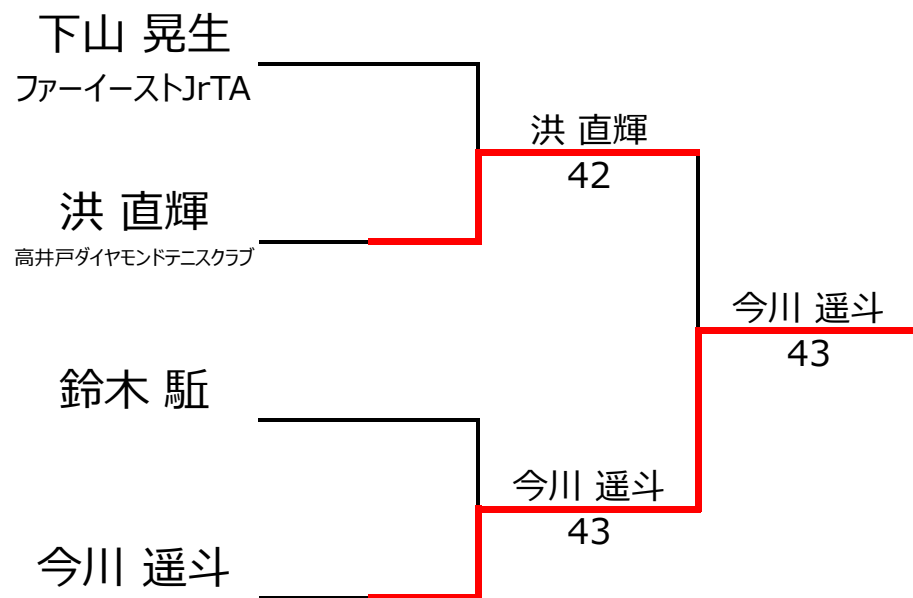 下山 晃生
ファーイーストJrTA
洪 直輝
42
洪 直輝
高井戸ダイヤモンドテニスクラブ
今川 遥斗
43
鈴木 駈
今川 遥斗
43
今川 遥斗